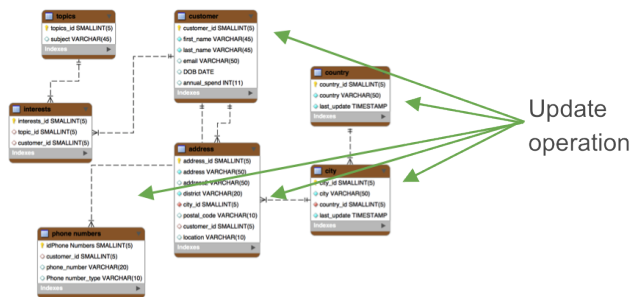 topics
topics_id SMALLINT(5)
subject VARCHAR(45)
Indexes
customer
customer_id SMALLINT(5)
first_name VARCHAR(45)
last_name VARCHAR(45)
email VARCHAR(50)
DOB DATE
annual_spend INT(11)
Indexes
country
country_id SMALLINT(5)
country VARCHAR(50)
last_update TIMESTAMP
Indexes
Update
operation
interests
interests_id SMALLINT(5)
topic_id SMALLINT(5)
customer_id SMALLINT(5)
Indexes
address
address_id SMALLINT(5)
address VARCHAR(50)
address2 VARCHAR(50)
district VARCHAR(20)
city_id SMALLINT(5)
postal_code VARCHAR(10)
customer_id SMALLINT(5)
location VARCHAR(10)
Indexes
city
city_id SMALLINT(5)
city VARCHAR(50)
country_id SMALLINT(5)
last_update TIMESTAMP
Indexes
phone numbers
idPhone Numbers SMALLINT(5)
customer_id SMALLINT(5)
phone_number VARCHAR(20)
Phone number_type VARCHAR(10)
Indexes